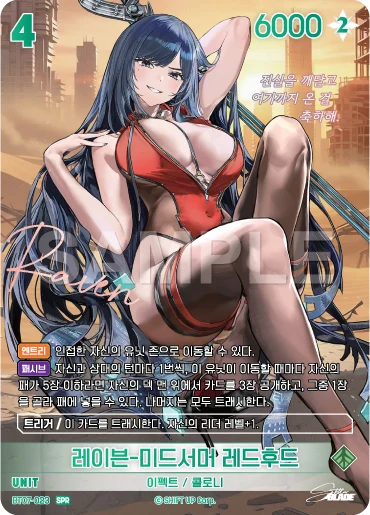 4
6000 2
진실을 깨닫고
여기까지 온 걸
축하해.
SAMPLE
Raven
엔트리 인접한 자신의 유닛 존으로 이동할 수 있다.
패시브 자신과 상대의 턴마다 1번씩, 이 유닛이 이동할 때마다 자신의
패가 5장 이하라면 자신의 덱 맨 위에서 카드를 3장 공개하고, 그중 1장
을 골라 패에 넣을 수 있다. 나머지는 모두 트래시한다.
트리거 / 이 카드를 트래시한다. 자신의 리더 레벨+1.
레이븐-미드서머 레드후드
UNIT
이펙트 / 콜로니
BT07-023 SPR
© SHIFT UP Corp.
Stellar BLADE